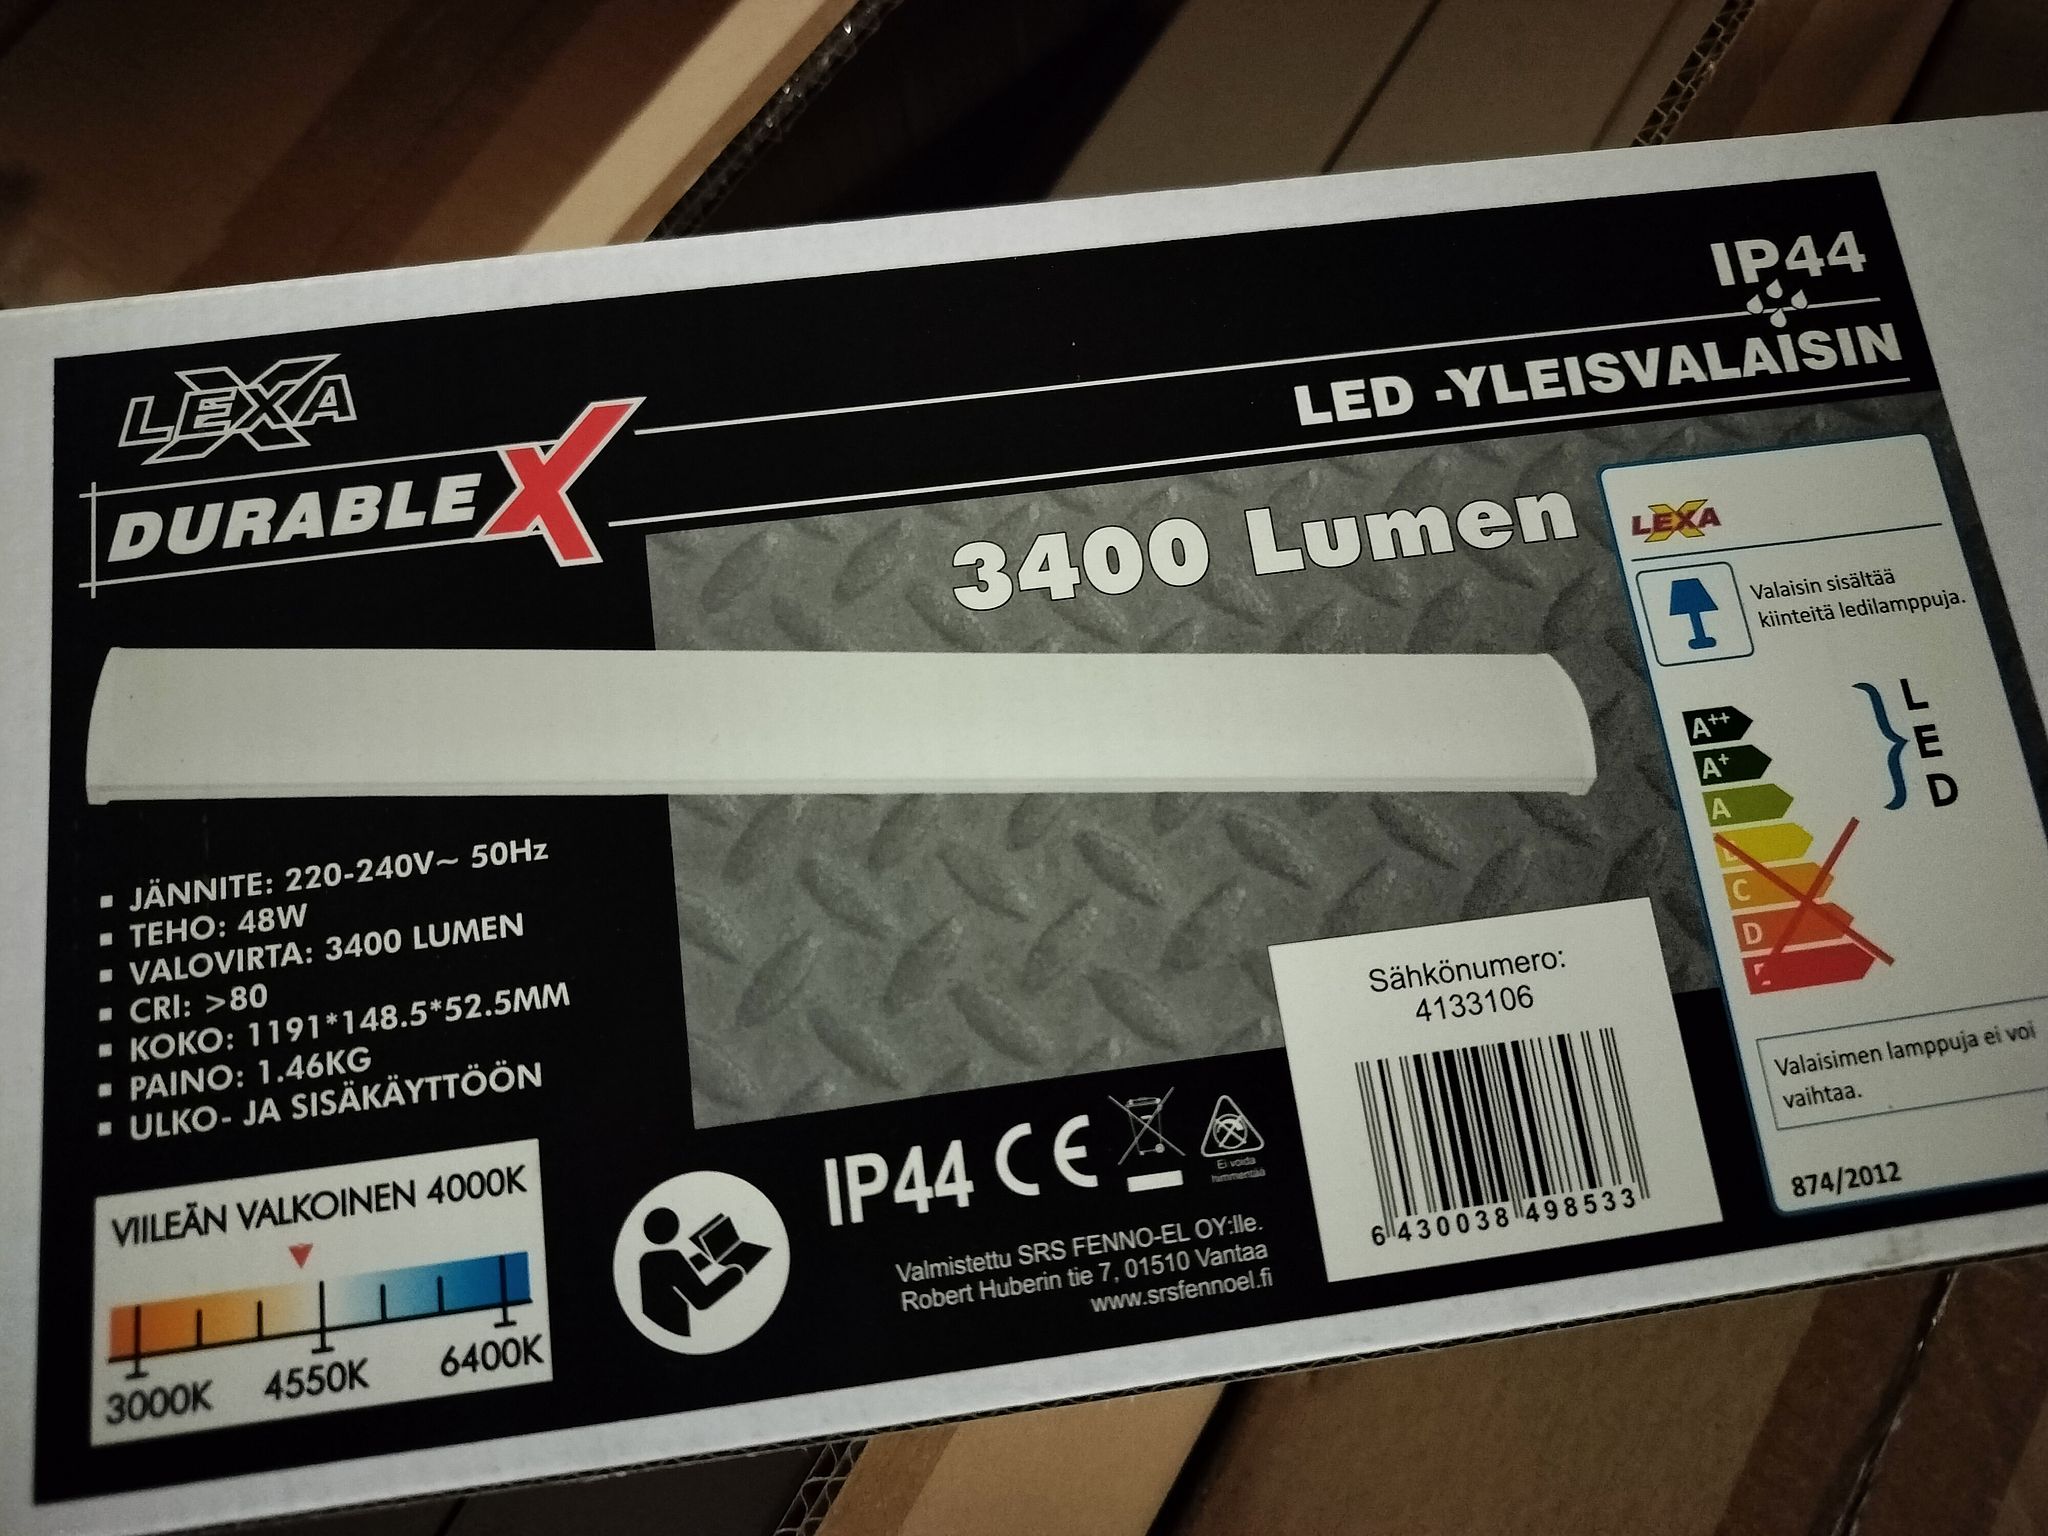 IP44
LEXA
LED -YLEISVALAISIN
DURABLE X
3400 Lumen
LEXA
Valaisin sisältää
kiinteitä ledilamppuja.
A++
A+
A
C
D
L
E
D
JÄNNITE: 220-240V~ 50Hz
TEHO: 48W
VALOVIRTA: 3400 LUMEN
CRI: >80
KOKO: 1191*148.5*52.5MM
PAINO: 1.46KG
ULKO- JA SISÄKÄYTTÖÖN
Sähkönumero:
4133106
6 430038 498533
Valaisimen lamppuja ei voi
vaihtaa.
874/2012
VIILEÄN VALKOINEN 4000K
3000K 4550K 6400K
IP44 CE
Ei voida
himmentää
Valmistettu SRS FENNO-EL OY:lle.
Robert Huberin tie 7, 01510 Vantaa
www.srsfennoel.fi